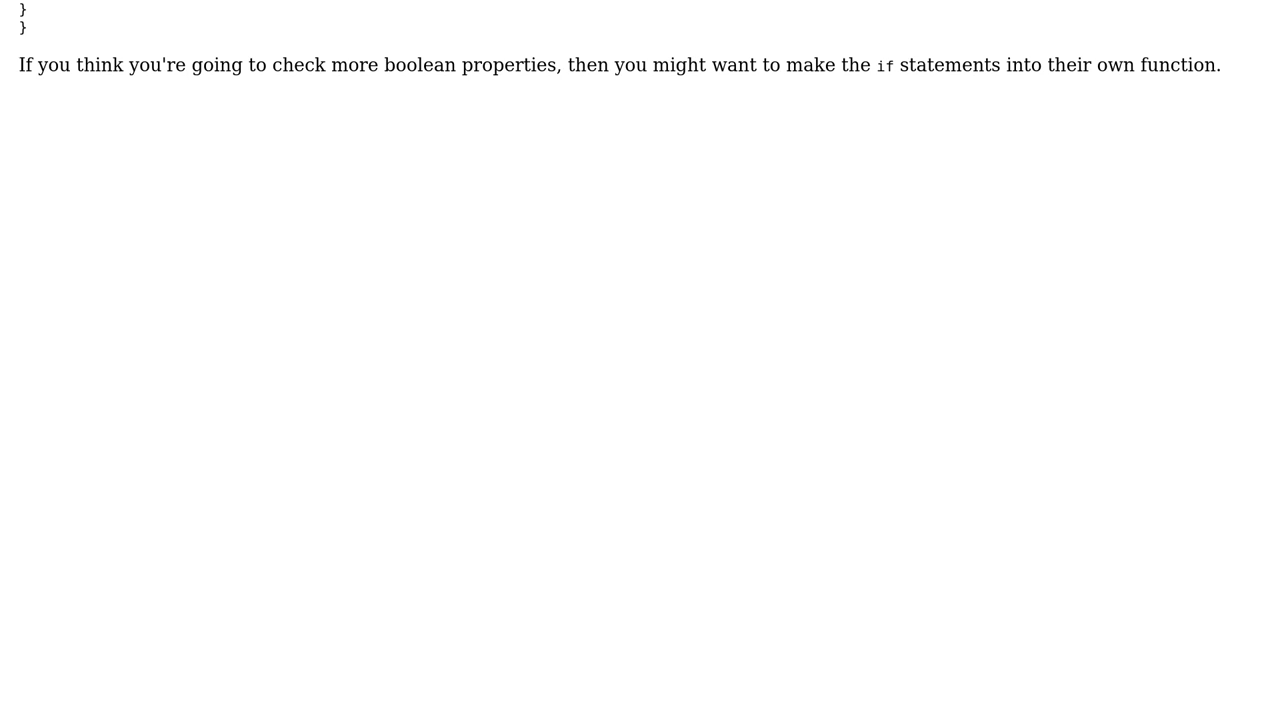 }
}
If you think you're going to check more boolean properties, then you might want to make the if statements into their own function.